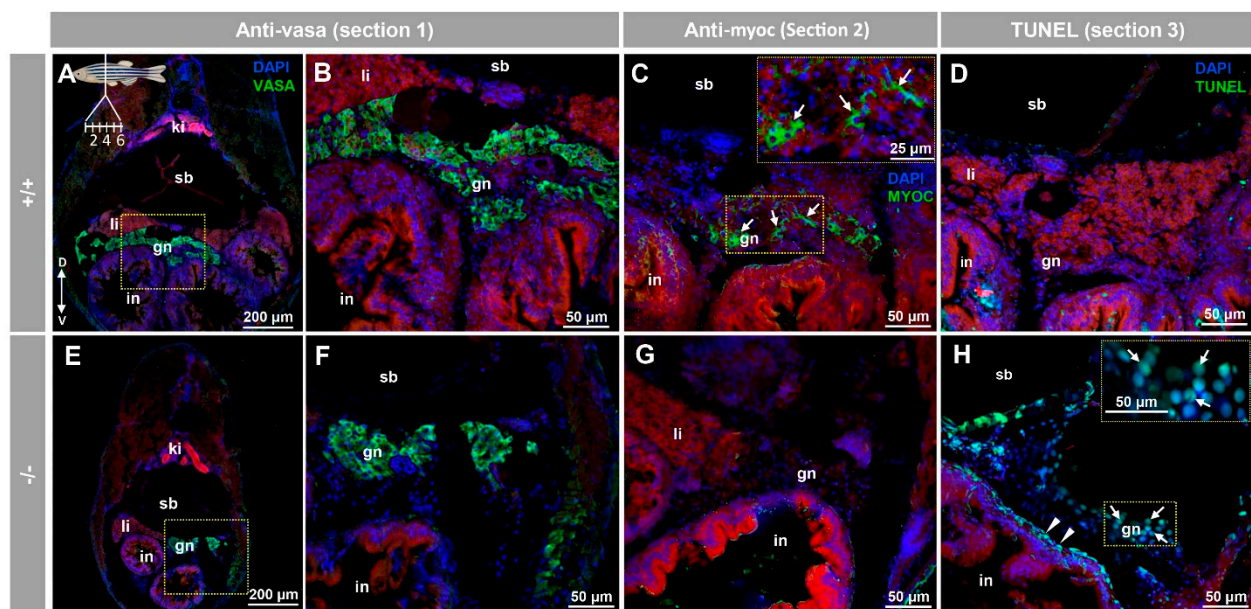 Anti-vasa (section 1)
Anti-myoc (Section 2)
TUNEL (section 3)
+/+
A
DAPI
VASA
2 4 6
ki
sb
li
gn
in
D
V
200 µm
B
sb
li
gn
in
50 µm
C
sb
25 µm
DAPI
MYOC
gn
in
50 µm
D
DAPI
TUNEL
sb
li
in
gn
50 µm
-/-
E
ki
sb
li
gn
in
200 µm
F
sb
gn
in
50 µm
G
li
gn
in
50 µm
H
sb
50 µm
gn
in
50 µm